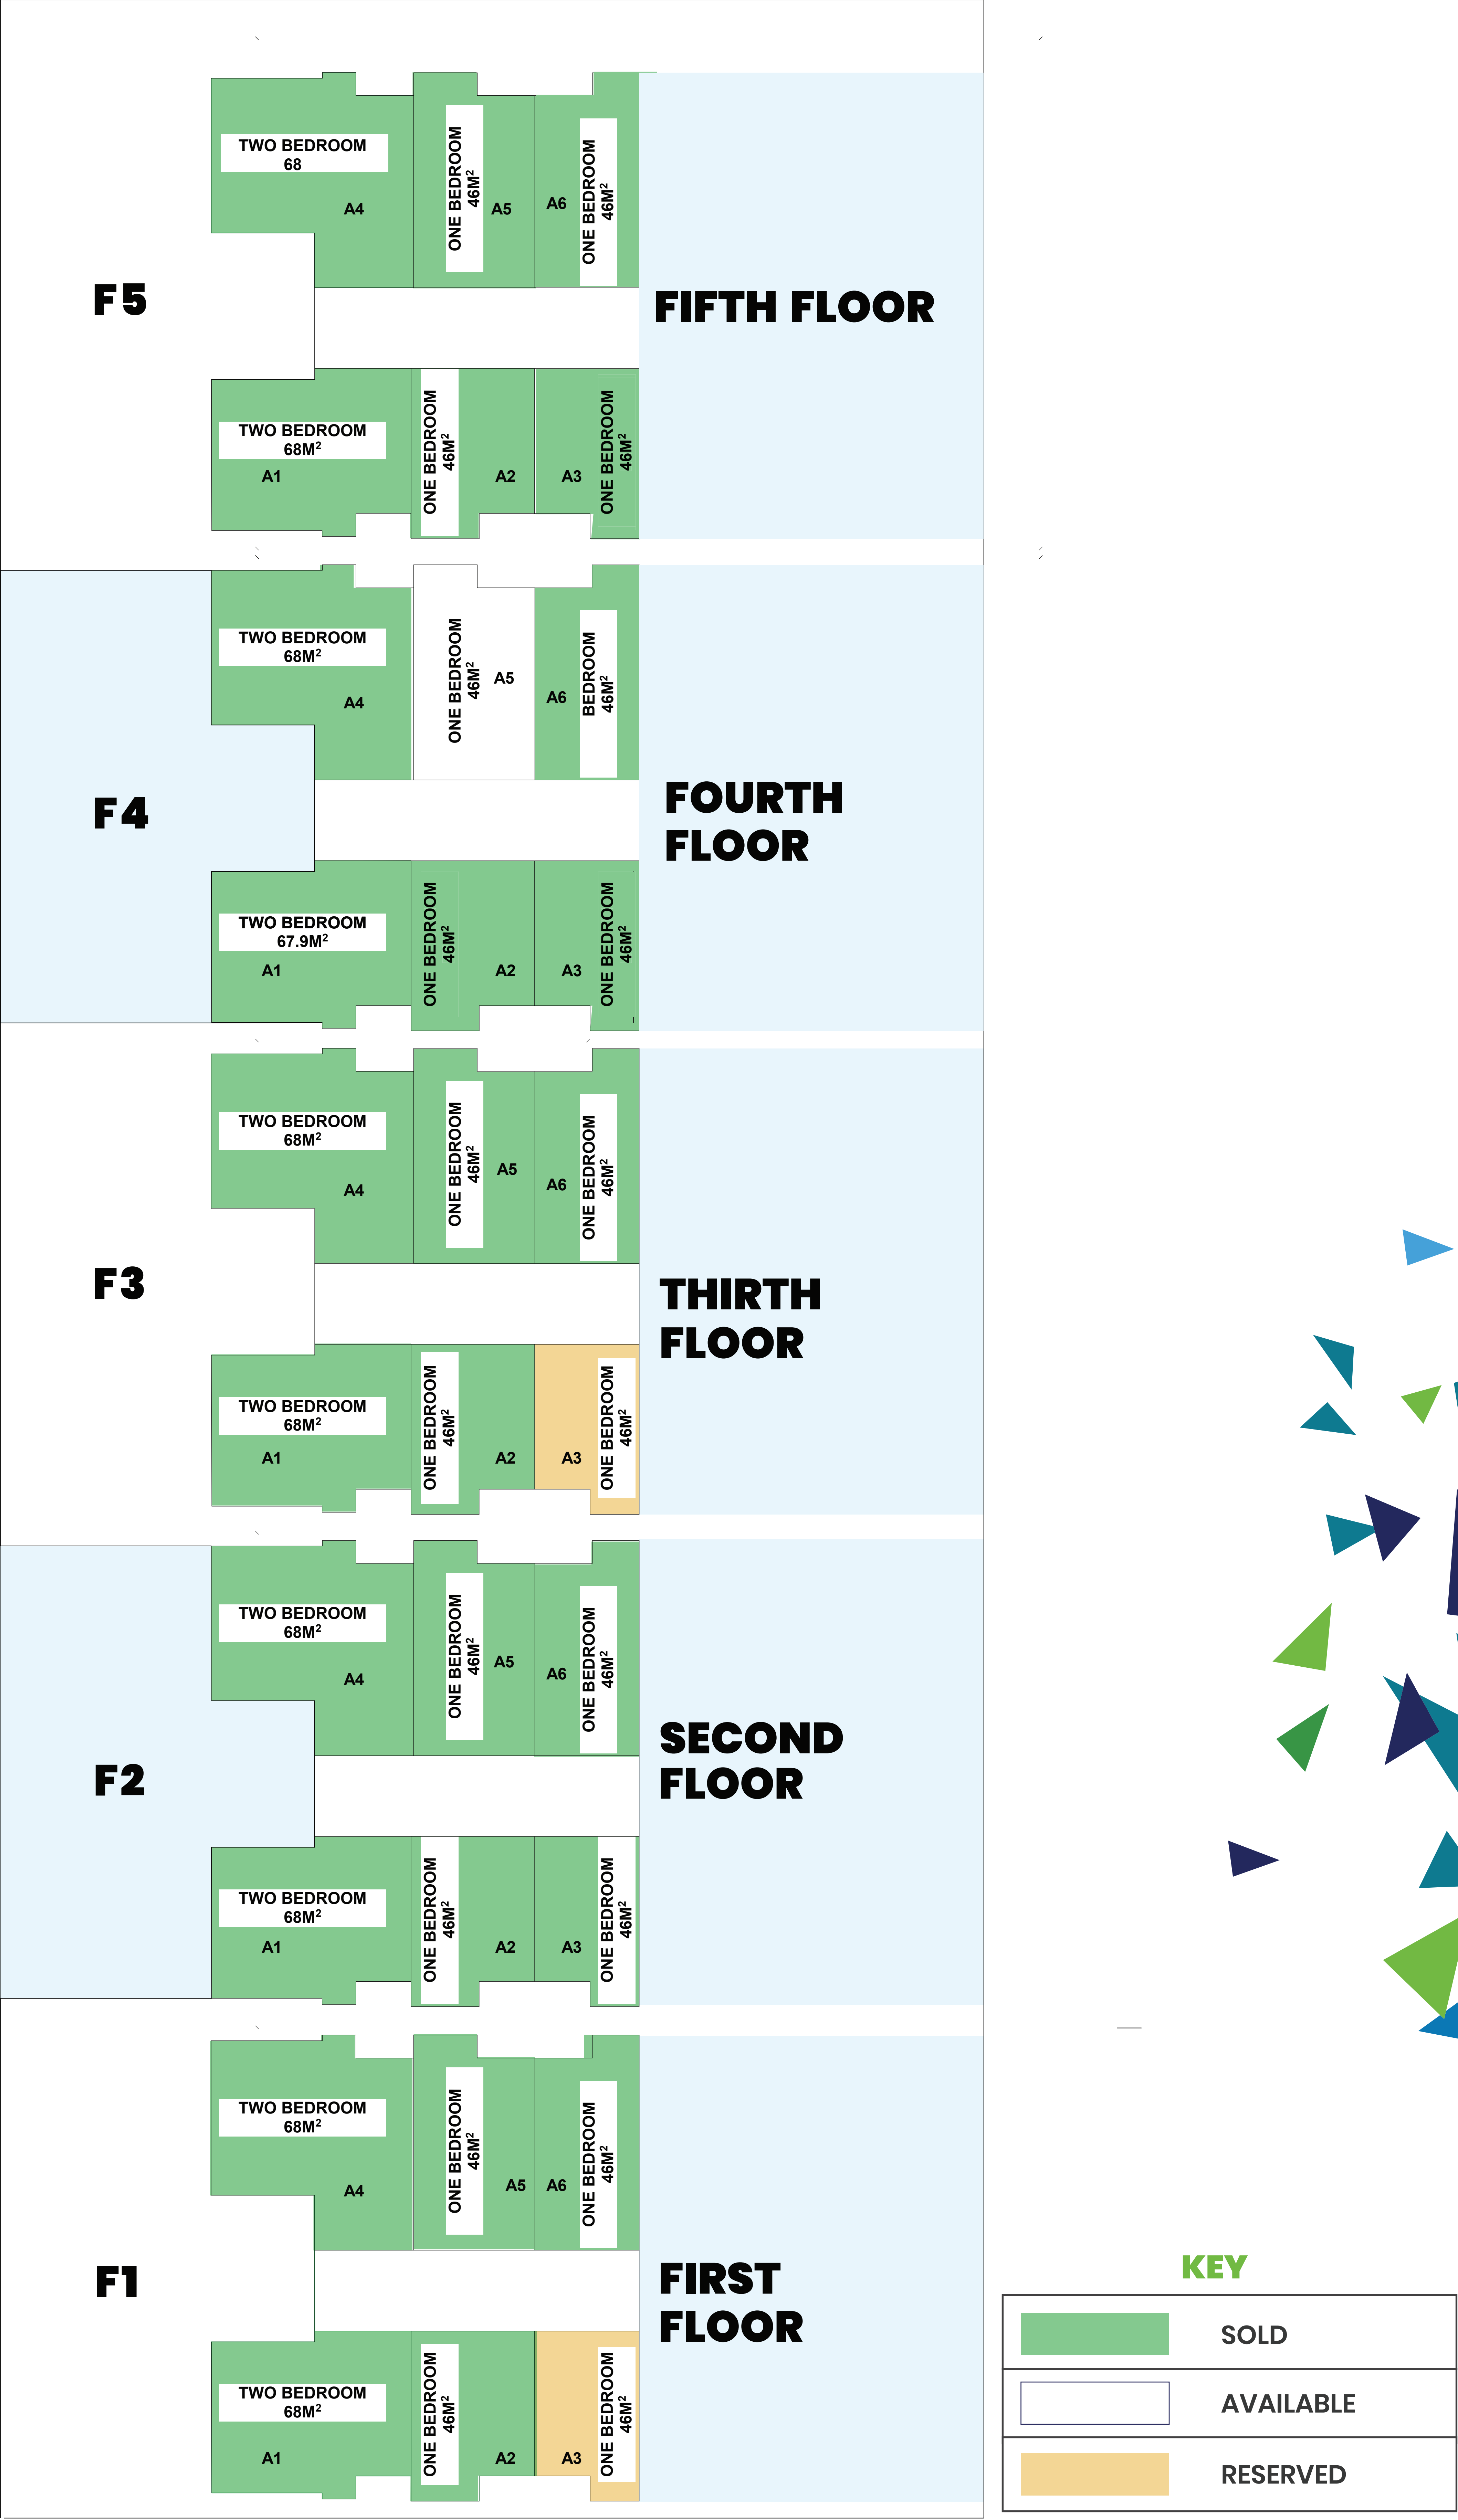 TWO BEDROOM
68
A4
ONE BEDROOM
46M²
A5
A6
ONE BEDROOM
46M²
F5
FIFTH FLOOR
TWO BEDROOM
68M²
A1
ONE BEDROOM
46M²
A2
A3
ONE BEDROOM
46M²
TWO BEDROOM
68M²
A4
ONE BEDROOM
46M²
A5
A6
BEDROOM
46M²
F4
FOURTH
FLOOR
TWO BEDROOM
67.9M²
A1
ONE BEDROOM
46M²
A2
A3
ONE BEDROOM
46M²
TWO BEDROOM
68M²
A4
ONE BEDROOM
46M²
A5
A6
ONE BEDROOM
46M²
F3
THIRTH
FLOOR
TWO BEDROOM
68M²
A1
ONE BEDROOM
46M²
A2
A3
ONE BEDROOM
46M²
TWO BEDROOM
68M²
A4
ONE BEDROOM
46M²
A5
A6
ONE BEDROOM
46M²
F2
SECOND
FLOOR
TWO BEDROOM
68M²
A1
ONE BEDROOM
46M²
A2
A3
ONE BEDROOM
46M²
TWO BEDROOM
68M²
A4
ONE BEDROOM
46M²
A5
A6
ONE BEDROOM
46M²
F1
FIRST
FLOOR
TWO BEDROOM
68M²
A1
ONE BEDROOM
46M²
A2
A3
ONE BEDROOM
46M²
KEY
SOLD
AVAILABLE
RESERVED